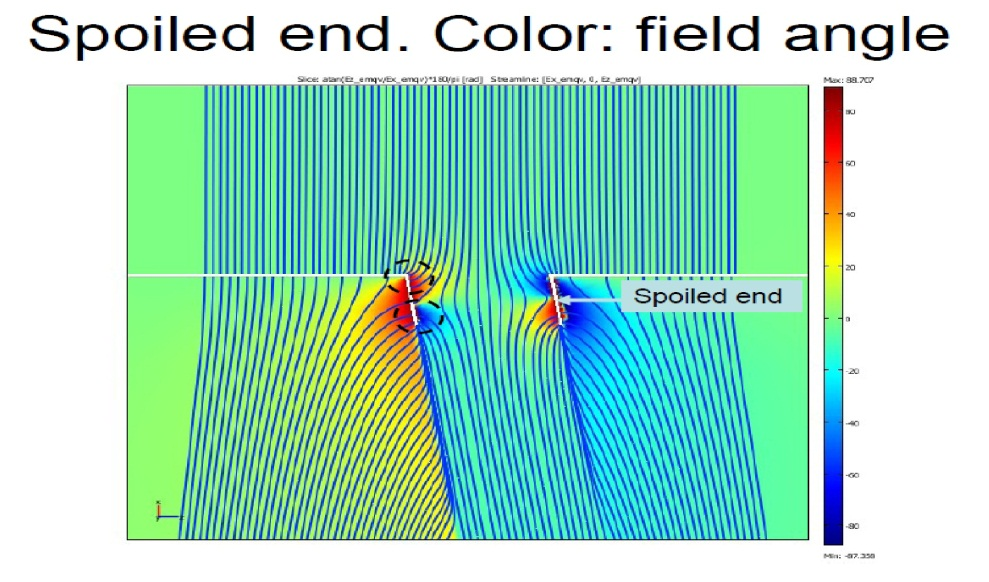 Spoiled end. Color: field angle
Slice: atan(Ez_emqv/Ex_emqv)*180/pi [rad] Streamline: [Ex_emqv, 0, Ez_emqv]
Max: 88.707
80
60
40
20
0
-20
-40
-60
-80
Min: -87.358
Spoiled end